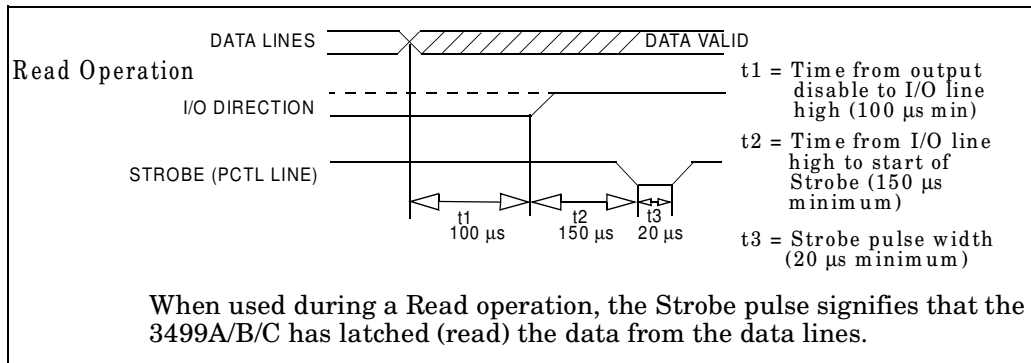 DATA LINES
DATA VALID
Read Operation
I/O DIRECTION
STROBE (PCTL LINE)
t1
100 µs
t2
150 µs
t3
20 µs
t1 = Time from output
disable to I/O line
high (100 µs min)
t2 = Time from I/O line
high to start of
Strobe (150 µs
minimum)
t3 = Strobe pulse width
(20 µs minimum)
When used during a Read operation, the Strobe pulse signifies that the
3499A/B/C has latched (read) the data from the data lines.